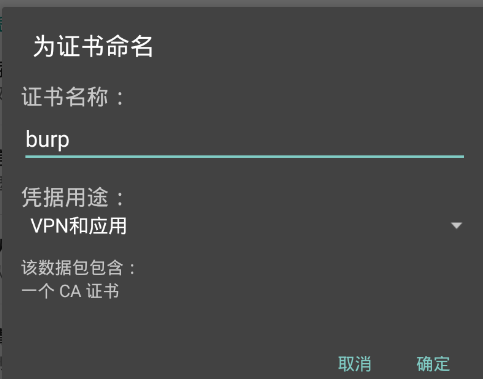 为证书命名
证书名称：
burp
凭据用途：
VPN和应用
该数据包包含：
一个 CA 证书
取消 确定